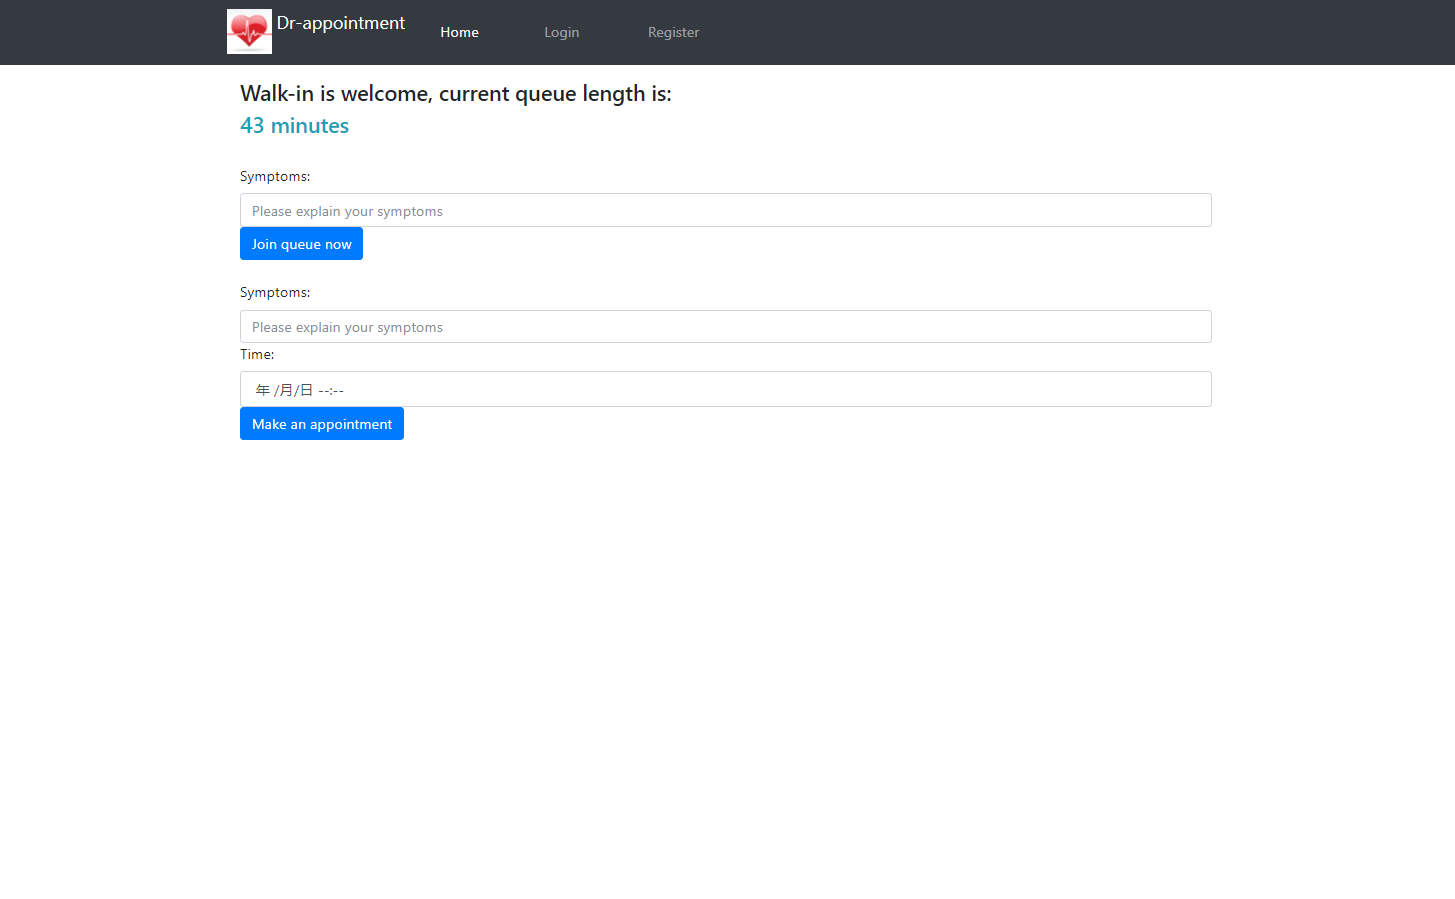 Dr-appointment
Home Login Register
Walk-in is welcome, current queue length is:
43 minutes
Symptoms:
Please explain your symptoms
Join queue now
Symptoms:
Please explain your symptoms
Time:
年 /月/日 --:--
Make an appointment